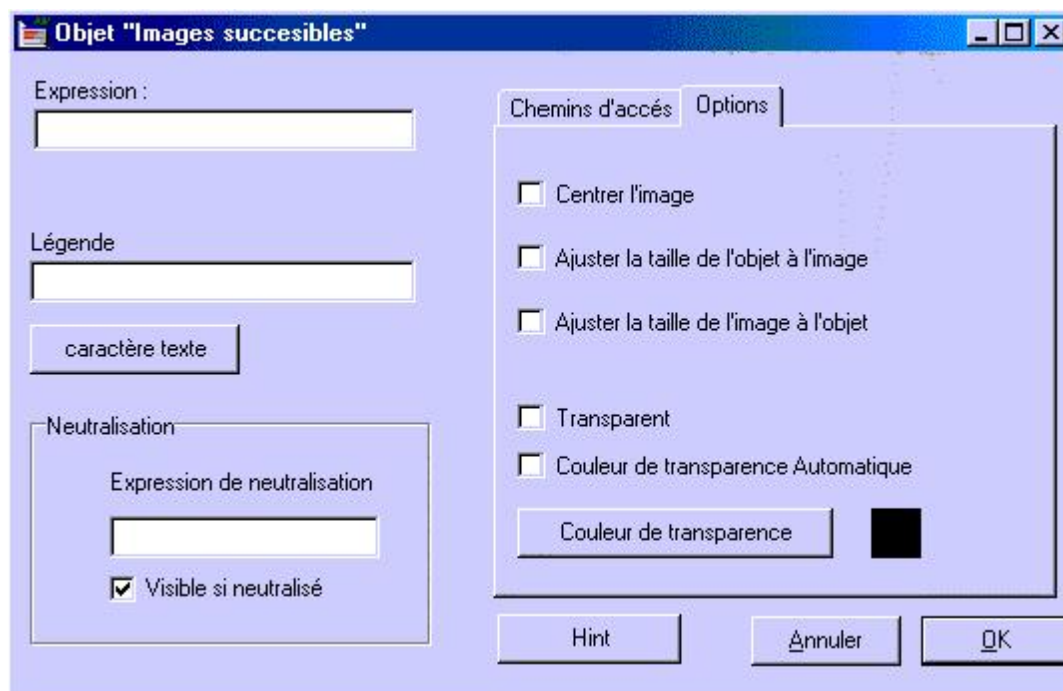 Objet "Images succesibles"
Expression :
Légende
caractère texte
Neutralisation
Expression de neutralisation
Visible si neutralisé
Chemins d'accés
Options
Centrer l'image
Ajuster la taille de l'objet à l'image
Ajuster la taille de l'image à l'objet
Transparent
Couleur de transparence Automatique
Couleur de transparence
Hint
Annuler
OK